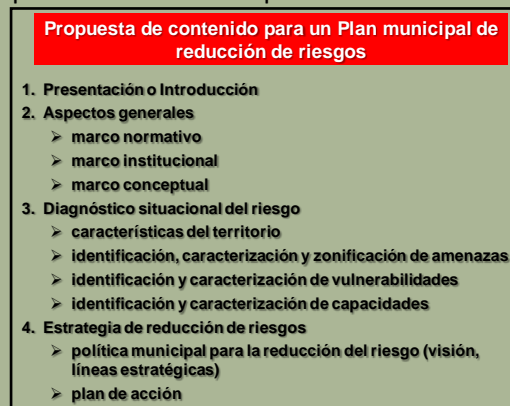 Propuesta de contenido para un Plan municipal de
reducción de riesgos
1. Presentación o Introducción
2. Aspectos generales
➢ marco normativo
➢ marco institucional
➢ marco conceptual
3. Diagnóstico situacional del riesgo
➢ características del territorio
➢ identificación, caracterización y zonificación de amenazas
➢ identificación y caracterización de vulnerabilidades
➢ identificación y caracterización de capacidades
4. Estrategia de reducción de riesgos
➢ política municipal para la reducción del riesgo (visión,
líneas estratégicas)
➢ plan de acción